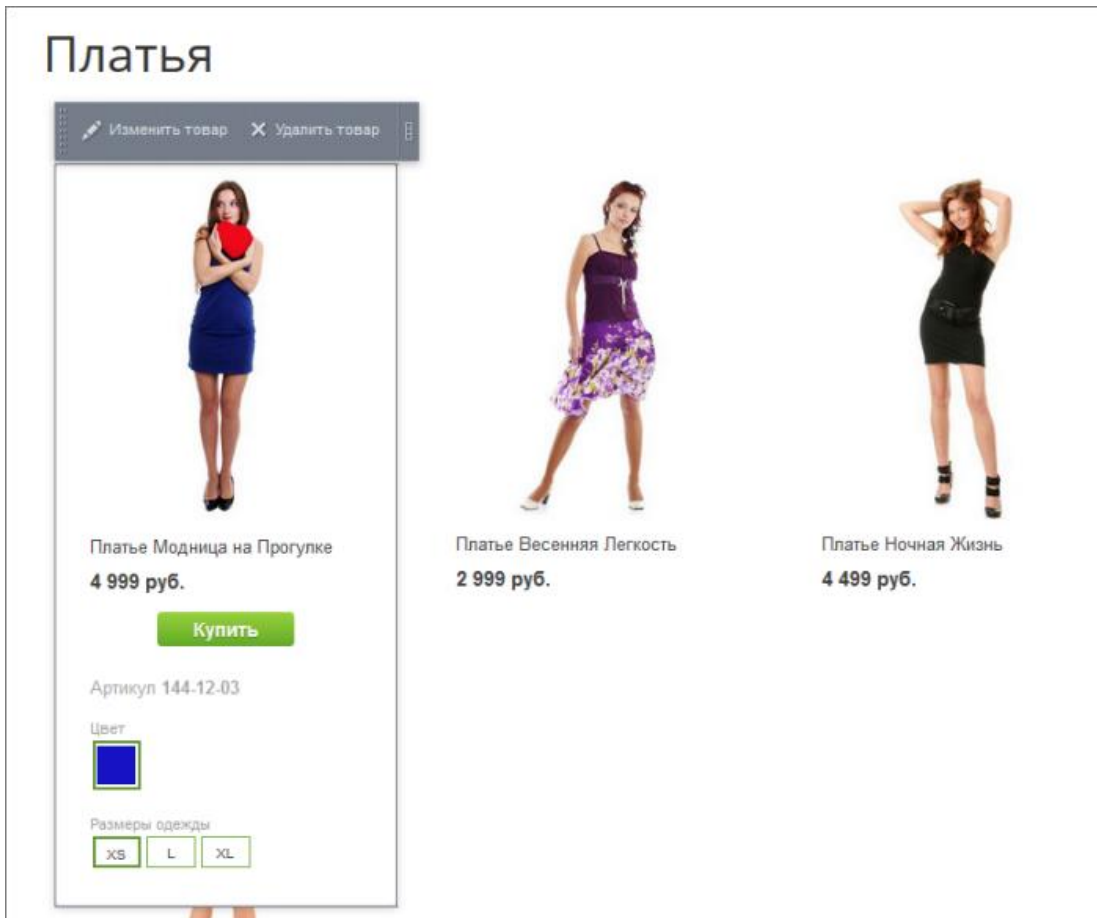 Платья
Изменить товар Удалить товар
Платье Модница на Прогулке
4 999 руб.
Купить
Артикул 144-12-03
Цвет
Размеры одежды
XS L XL
Платье Весенняя Легкость
2 999 руб.
Платье Ночная Жизнь
4 499 руб.